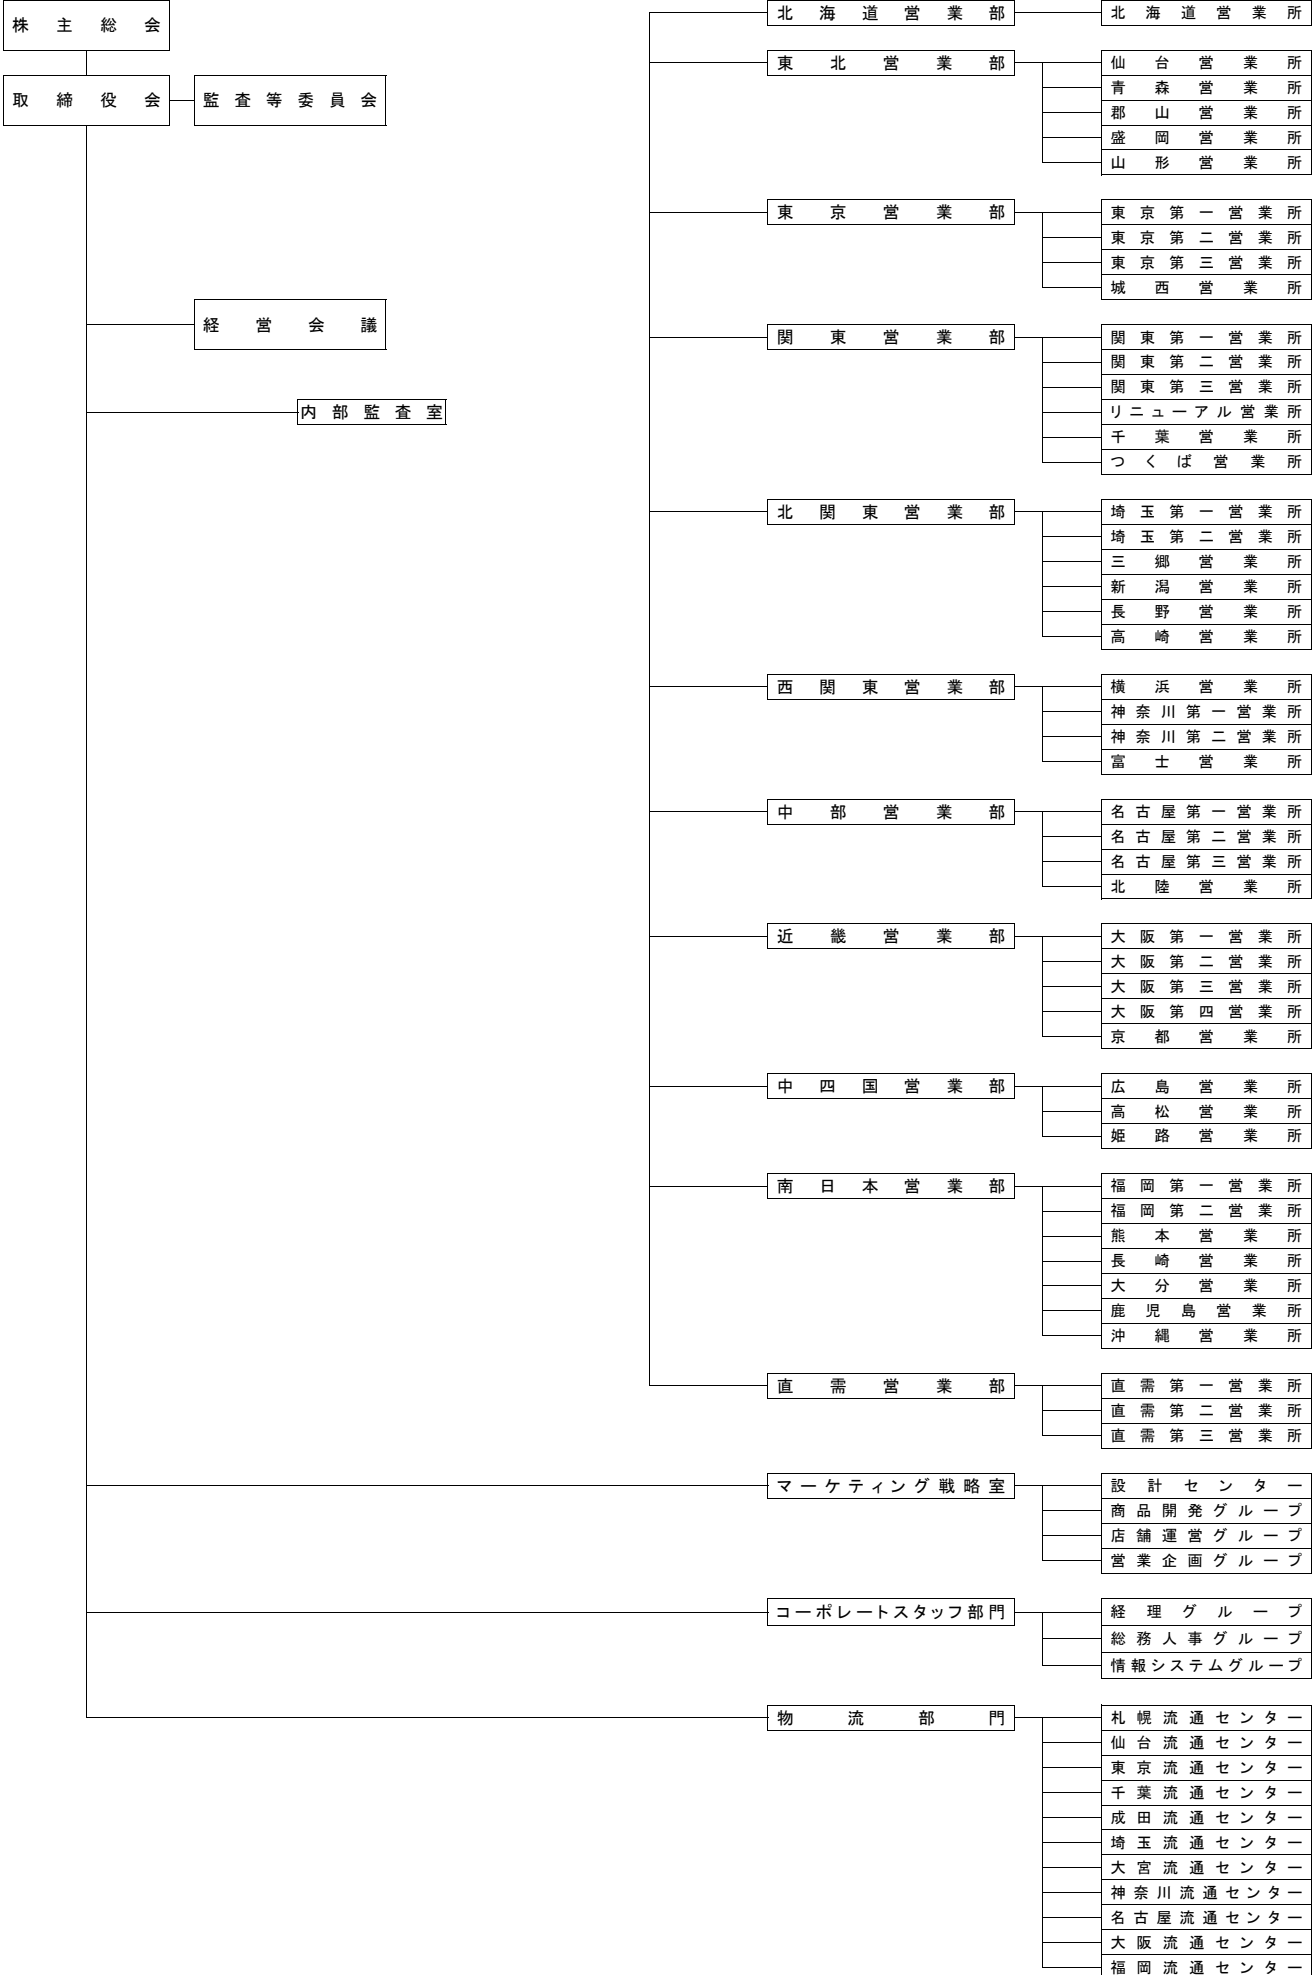 株主総会
取締役会
監査等委員会
経営会議
内部監査室
北海道営業部
北海道営業所
東北営業部
仙台営業所
青森営業所
郡山営業所
盛岡営業所
山形営業所
東京営業部
東京第一営業所
東京第二営業所
東京第三営業所
城西営業所
関東営業部
関東第一営業所
関東第二営業所
関東第三営業所
リニューアル営業所
千葉営業所
つくば営業所
北関東営業部
埼玉第一営業所
埼玉第二営業所
三郷営業所
新潟営業所
長野営業所
高崎営業所
西関東営業部
横浜営業所
神奈川第一営業所
神奈川第二営業所
富士営業所
中部営業部
名古屋第一営業所
名古屋第二営業所
名古屋第三営業所
北陸営業所
近畿営業部
大阪第一営業所
大阪第二営業所
大阪第三営業所
大阪第四営業所
京都営業所
中四国営業部
広島営業所
高松営業所
姫路営業所
南日本営業部
福岡第一営業所
福岡第二営業所
熊本営業所
長崎営業所
大分営業所
鹿児島営業所
沖縄営業所
直需営業部
直需第一営業所
直需第二営業所
直需第三営業所
マーケティング戦略室
設計センター
商品開発グループ
店舗運営グループ
営業企画グループ
コーポレートスタッフ部門
経理グループ
総務人事グループ
情報システムグループ
物流部門
札幌流通センター
仙台流通センター
東京流通センター
千葉流通センター
成田流通センター
埼玉流通センター
大宮流通センター
神奈川流通センター
名古屋流通センター
大阪流通センター
福岡流通センター